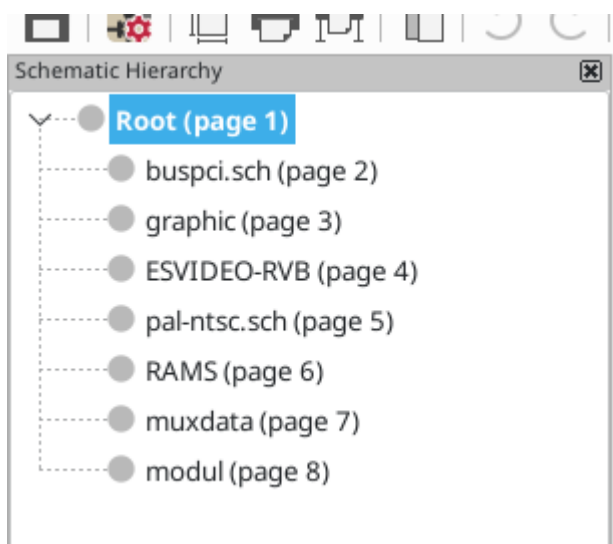 Schematic Hierarchy
Root (page 1)
buspci.sch (page 2)
graphic (page 3)
ESVIDEO-RVB (page 4)
pal-ntsc.sch (page 5)
RAMS (page 6)
muxdata (page 7)
modul (page 8)